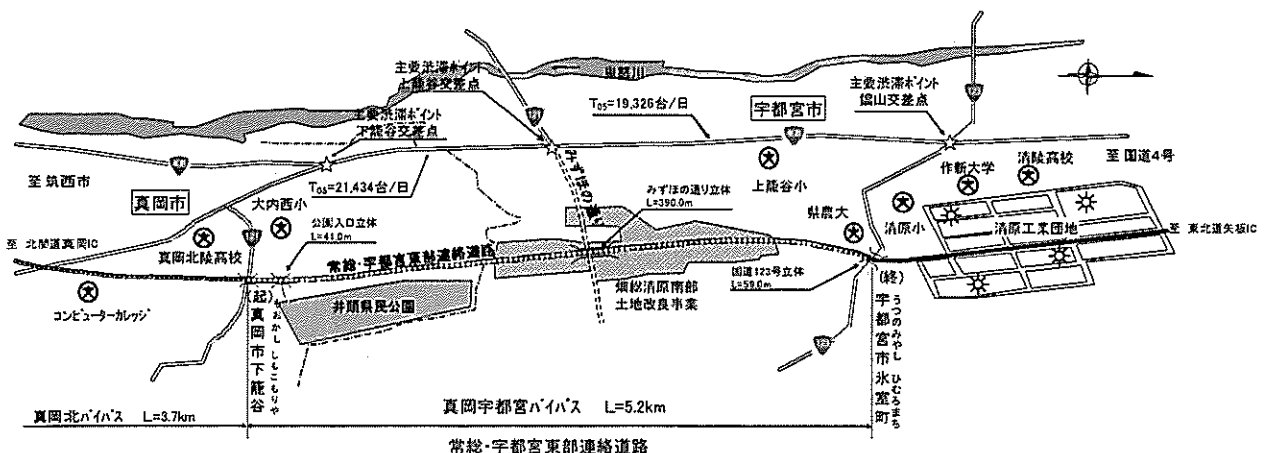 主要渋滞ポイント
上籠谷交差点
鬼怒川
主要渋滞ポイント
下籠谷交差点
T05=19,326台/日
宇都宮市
主要渋滞ポイント
鐺山交差点
至 国道4号
清陵高校
作新大学
至 筑西市
真岡市
T05=21,434台/日
みずほの通り
みずほの通り立体
L=390.0m
上籠谷小
県農大
清原小
清原工業団地
至 東北道矢板IC
至 北関道真岡IC
大内西小
公園入口立体
L=41.0m
真岡北陵高校
常総・宇都宮東部連絡道路
国道123号立体
L=59.0m
コンピューターカレッジ
井頭県民公園
畑総清原南部
土地改良事業
(起)
真岡市下籠谷
もおかし しもこもりや
(終)
宇都宮市氷室町
うつのみやし ひむろまち
真岡北バイパス L=3.7km
真岡宇都宮バイパス L=5.2km
常総・宇都宮東部連絡道路